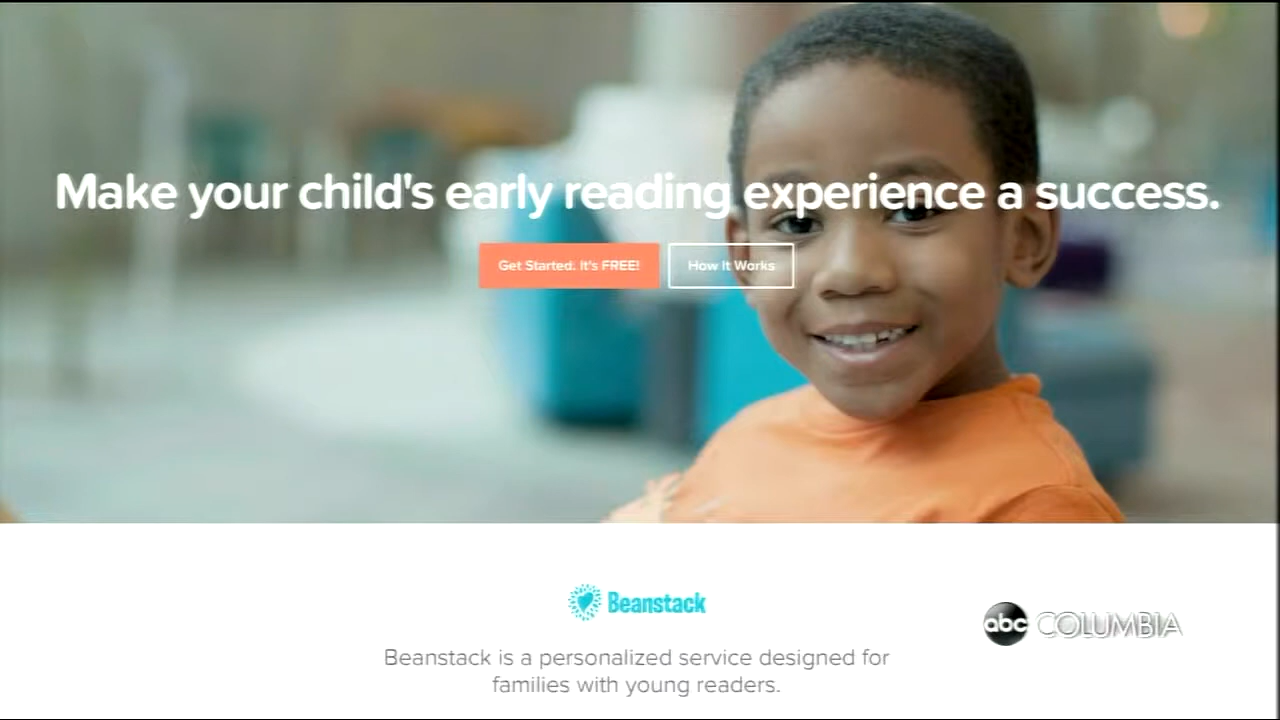 Make your child's early reading experience a success.
Get Started. It's FREE!
How It Works
Beanstack
abc COLUMBIA
Beanstack is a personalized service designed for
families with young readers.